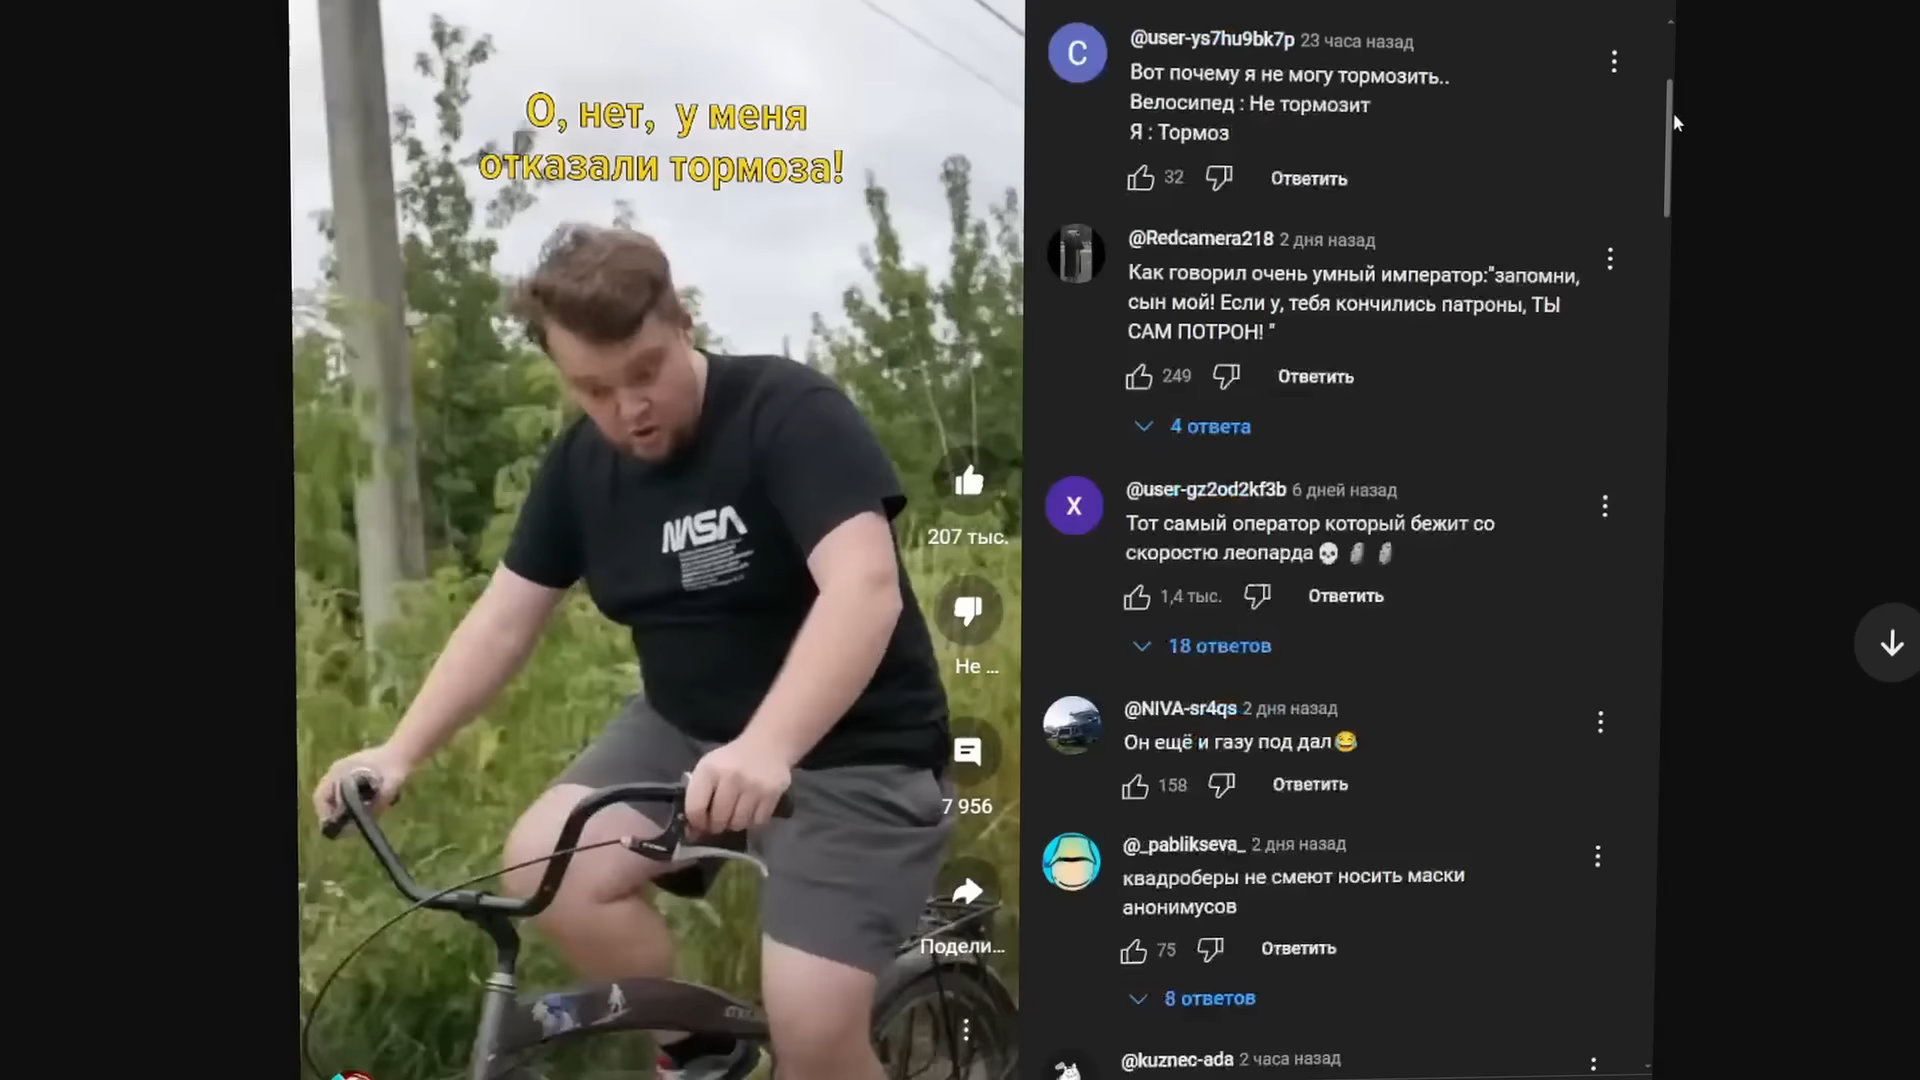 О, нет, у меня
отказали тормоза!
NASA
207 тыс.
Не ...
7 956
Подели...
C
@user-ys7hu9bk7p 23 часа назад
Вот почему я не могу тормозить..
Велосипед : Не тормозит
Я : Тормоз
32 Ответить
@Redcamera218 2 дня назад
Как говорил очень умный император:"запомни,
сын мой! Если у, тебя кончились патроны, ТЫ
САМ ПОТРОН! "
249 Ответить
4 ответа
X
@user-gz2od2kf3b 6 дней назад
Тот самый оператор который бежит со
скоростю леопарда💀🗿🗿
1,4 тыс. Ответить
18 ответов
@NIVA-sr4qs 2 дня назад
Он ещё и газу под дал😂
158 Ответить
@_pablikseva_ 2 дня назад
квадроберы не смеют носить маски
анонимусов
75 Ответить
8 ответов
@kuznec-ada 2 часа назад